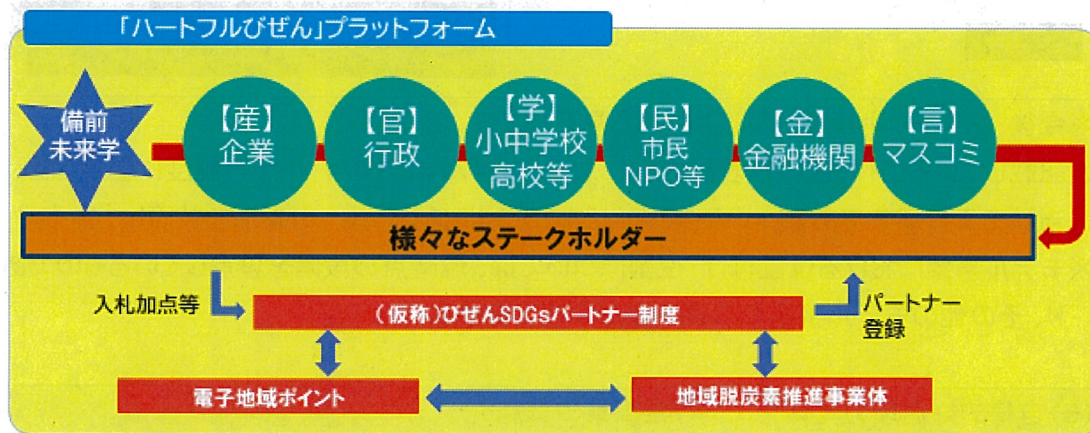 「ハートフルびぜん」プラットフォーム
備前
未来学
【産】
企業
【官】
行政
【学】
小中学校
高校等
【民】
市民
NPO等
【金】
金融機関
【言】
マスコミ
様々なステークホルダー
入札加点等
(仮称)びぜんSDGsパートナー制度
パートナー
登録
電子地域ポイント
地域脱炭素推進事業体